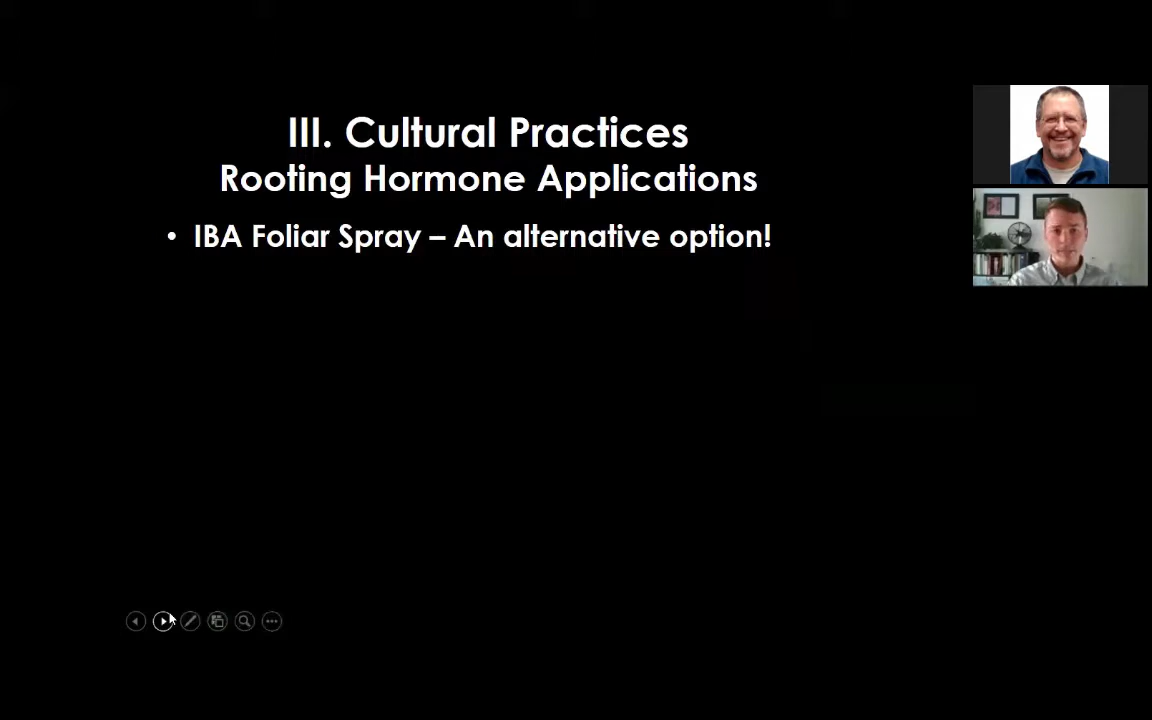 III. Cultural Practices
Rooting Hormone Applications
• IBA Foliar Spray – An alternative option!